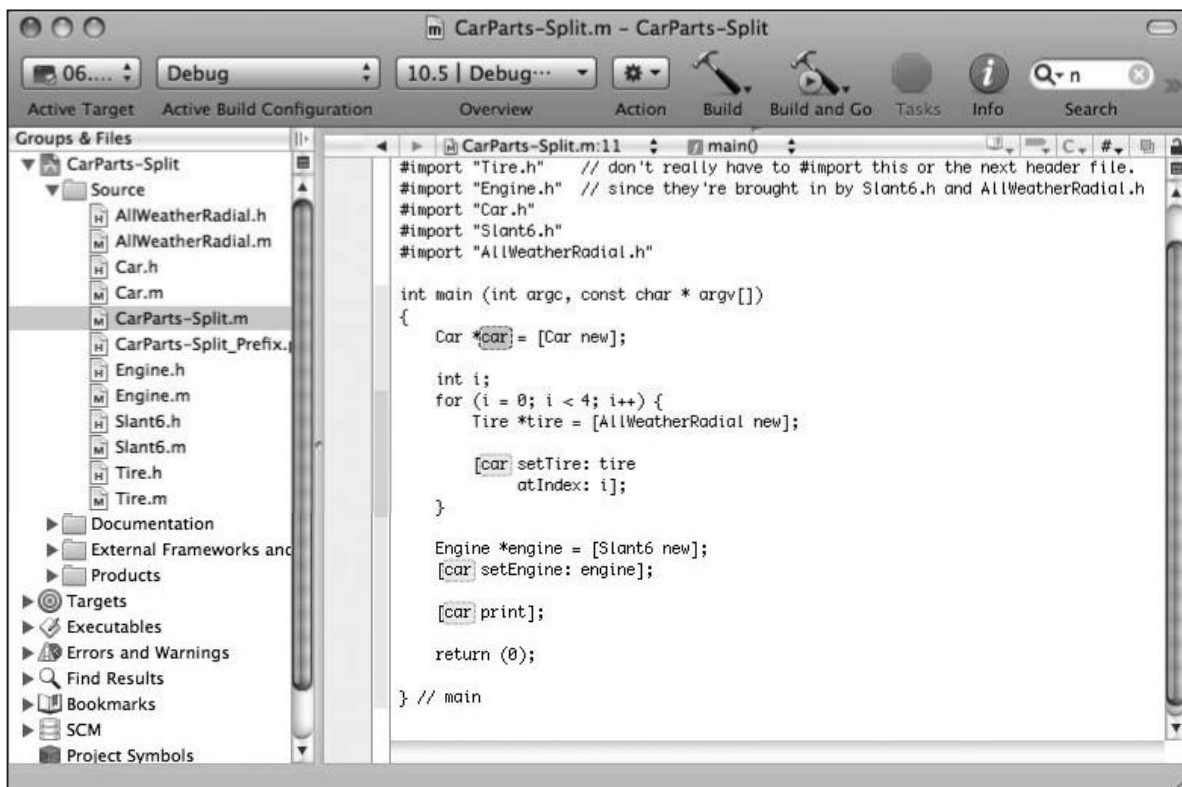 CarParts-Split.m – CarParts-Split
06.... Debug 10.5 | Debug... n
Active Target Active Build Configuration Overview Action Build Build and Go Tasks Info Search
Groups & Files
CarParts-Split
Source
AllWeatherRadial.h
AllWeatherRadial.m
Car.h
Car.m
CarParts-Split.m
CarParts-Split_Prefix.
Engine.h
Engine.m
Slant6.h
Slant6.m
Tire.h
Tire.m
Documentation
External Frameworks and
Products
Targets
Executables
Errors and Warnings
Find Results
Bookmarks
SCM
Project Symbols
CarParts-Split.m:11 main() C #
#import "Tire.h" // don't really have to #import this or the next header file.
#import "Engine.h" // since they're brought in by Slant6.h and AllWeatherRadial.h
#import "Car.h"
#import "Slant6.h"
#import "AllWeatherRadial.h"
int main (int argc, const char * argv[])
{
Car *car = [Car new];
int i;
for (i = 0; i < 4; i++) {
Tire *tire = [AllWeatherRadial new];
[car setTire: tire
atIndex: i];
}
Engine *engine = [Slant6 new];
[car setEngine: engine];
[car print];
return (0);
} // main